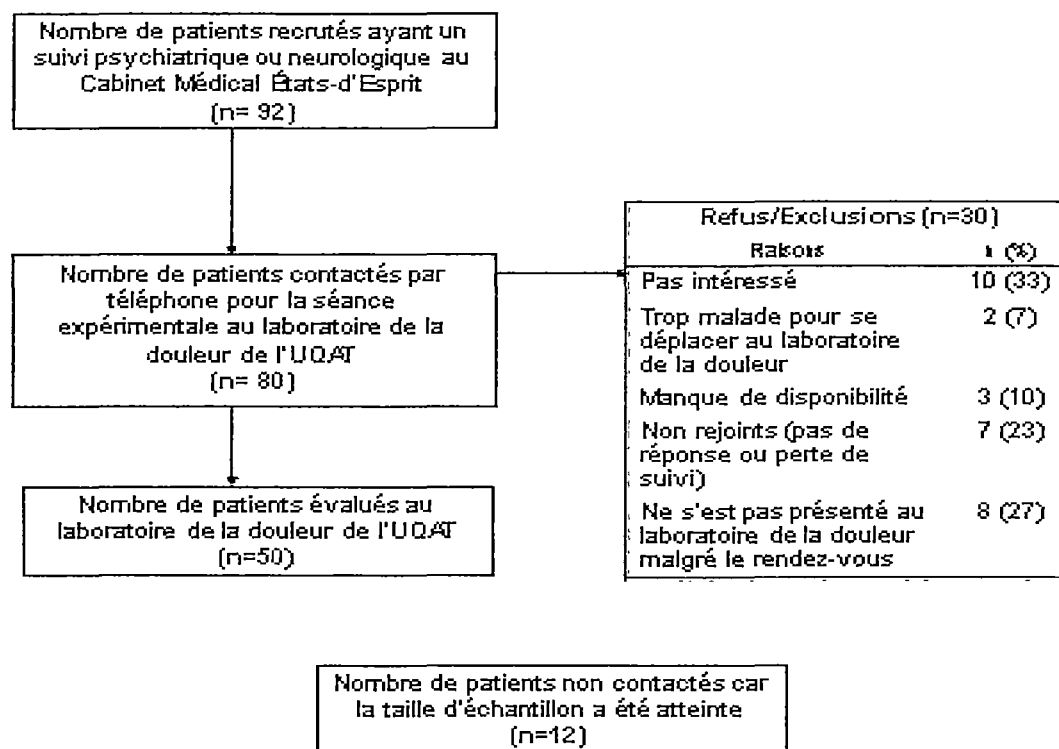 Nombre de patients recrutés ayant un
suivi psychiatrique ou neurologique au
Cabinet Médical États-d'Esprit
(n= 92)
Nombre de patients contactés par
téléphone pour la séance
expérimentale au laboratoire de la
douleur de l'UQAT
(n= 80)
Refus/Exclusions (n=30)
Raisons n (%)
Pas intéressé 10 (33)
Trop malade pour se 2 (7)
déplacer au laboratoire
de la douleur
Manque de disponibilité 3 (10)
Non rejoints (pas de 7 (23)
réponse ou perte de
suivi)
Ne s'est pas présenté au 8 (27)
laboratoire de la douleur
malgré le rendez-vous
Nombre de patients évalués au
laboratoire de la douleur de l'UQAT
(n=50)
Nombre de patients non contactés car
la taille d'échantillon a été atteinte
(n=12)